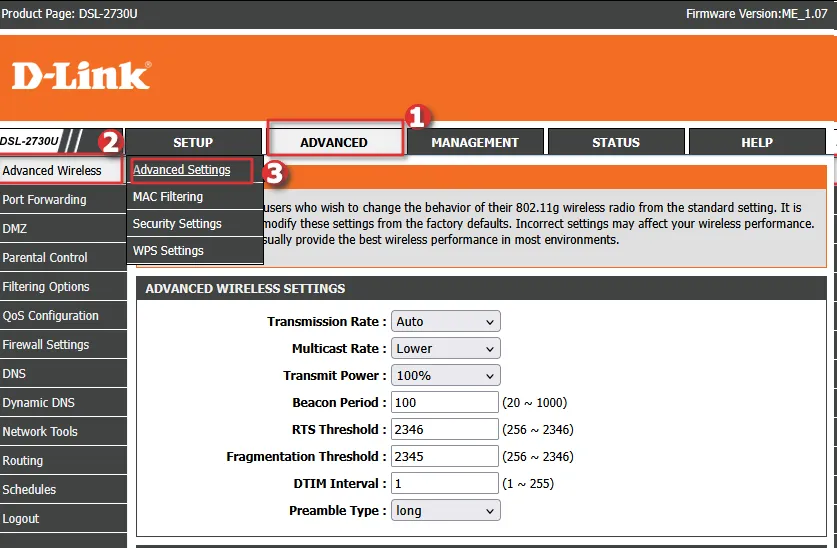 Product Page: DSL-2730U
Firmware Version:ME_1.07
D-Link®
1
DSL-2730U
2
SETUP
ADVANCED
MANAGEMENT
STATUS
HELP
Advanced Wireless
Port Forwarding
DMZ
Parental Control
Filtering Options
QoS Configuration
Firewall Settings
DNS
Dynamic DNS
Network Tools
Routing
Schedules
Logout
Advanced Settings
3
MAC Filtering
Security Settings
WPS Settings
users who wish to change the behavior of their 802.11g wireless radio from the standard setting. It is
modify these settings from the factory defaults. Incorrect settings may affect your wireless performance.
sually provide the best wireless performance in most environments.
ADVANCED WIRELESS SETTINGS
Transmission Rate : Auto
Multicast Rate : Lower
Transmit Power : 100%
Beacon Period : 100 (20 ~ 1000)
RTS Threshold : 2346 (256 ~ 2346)
Fragmentation Threshold : 2345 (256 ~ 2346)
DTIM Interval : 1 (1 ~ 255)
Preamble Type : long